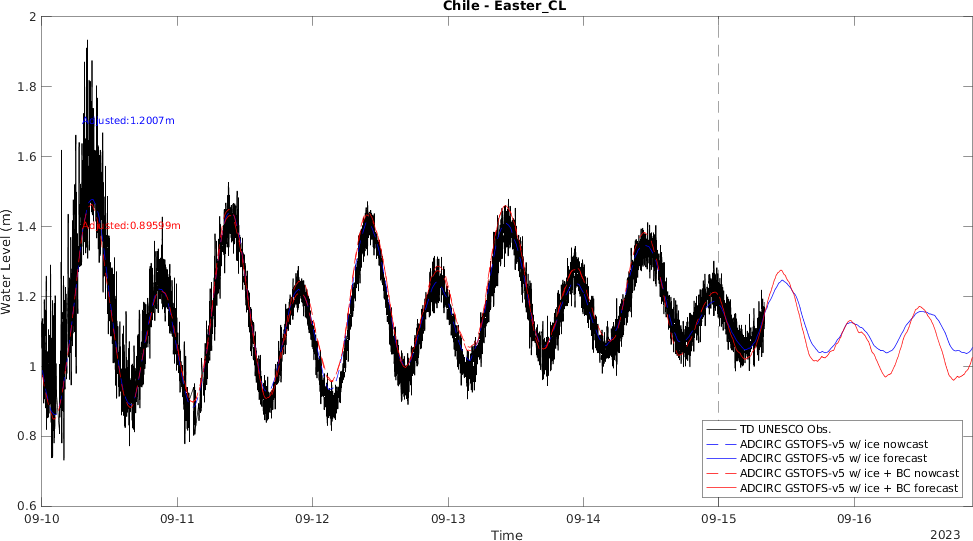 Chile - Easter_CL
2
1.8
1.6
1.4
1.2
1
0.8
0.6
Water Level (m)
Adjusted:1.2007m
Adjusted:0.89599m
TD UNESCO Obs.
ADCIRC GSTOFS-v5 w/ ice nowcast
ADCIRC GSTOFS-v5 w/ ice forecast
ADCIRC GSTOFS-v5 w/ ice + BC nowcast
ADCIRC GSTOFS-v5 w/ ice + BC forecast
09-10 09-11 09-12 09-13 09-14 09-15 09-16
Time
2023